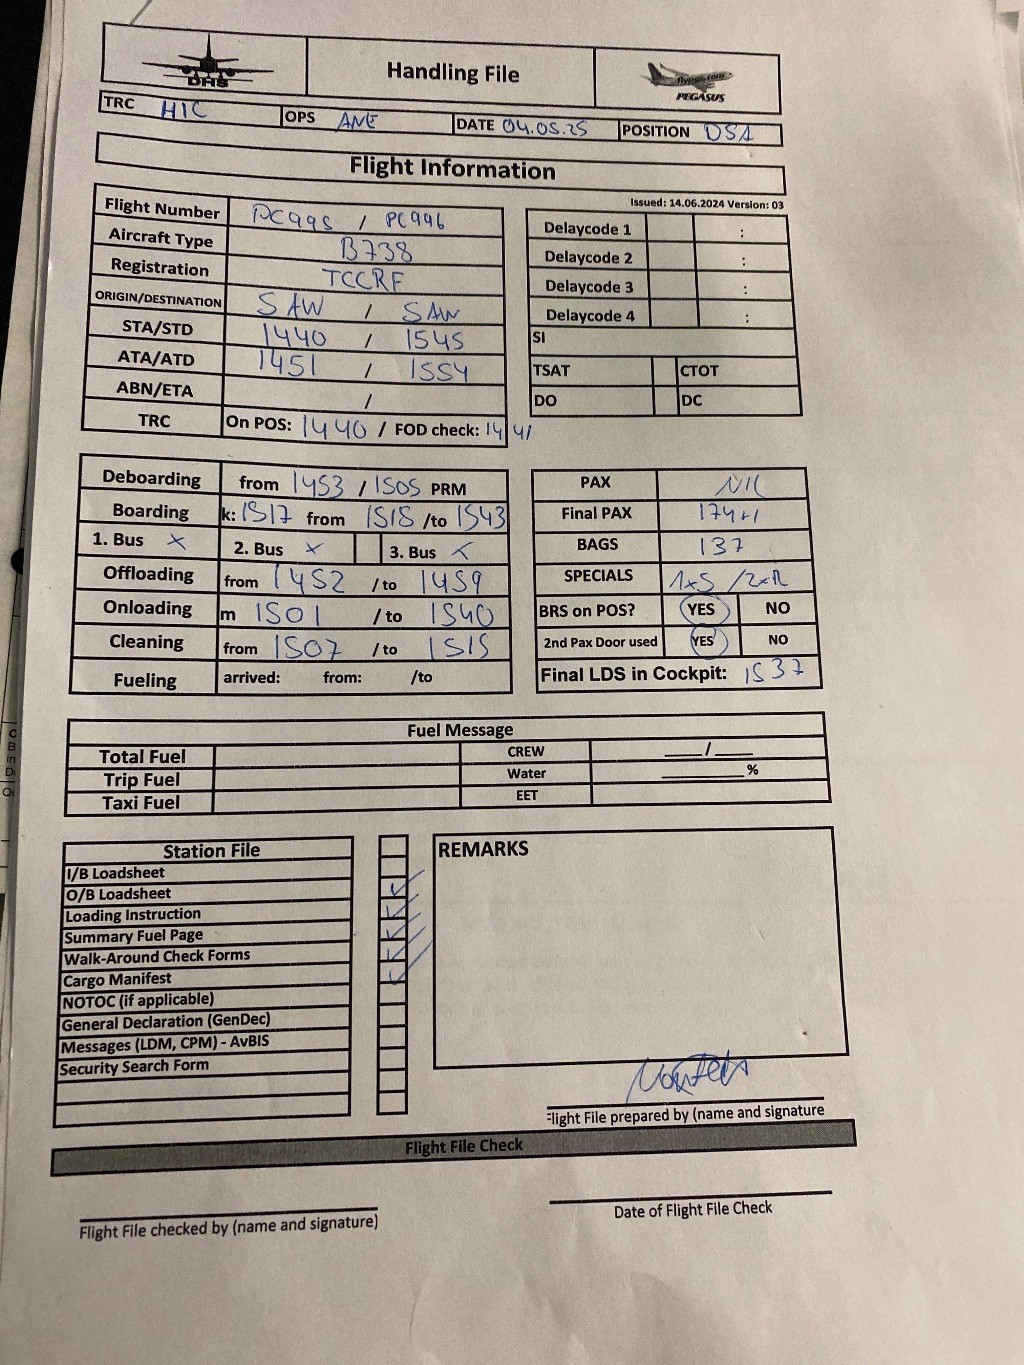 DHS
Handling File
flypgs.com
PEGASUS
TRC HIC OPS ANE DATE 04.05.25 POSITION DS1
Flight Information
Issued: 14.06.2024 Version: 03
Flight Number PC995 / PC996
Aircraft Type B738
Registration TCCRF
ORIGIN/DESTINATION SAW / SAW
STA/STD 1440 / 1545
ATA/ATD 1451 / 1554
ABN/ETA /
TRC On POS: 1440 / FOD check: 1441
Delaycode 1 :
Delaycode 2 :
Delaycode 3 :
Delaycode 4 :
SI
TSAT CTOT
DO DC
Deboarding from 1453 / 1505 PRM
Boarding k: 1517 from 1518 /to 1543
1. Bus x 2. Bus x 3. Bus x
Offloading from 1452 /to 1459
Onloading m 1501 /to 1540
Cleaning from 1507 /to 1515
Fueling arrived: from: /to
PAX NIL
Final PAX 174+1
BAGS 137
SPECIALS 1xS /2xR
BRS on POS? YES NO
2nd Pax Door used YES NO
Final LDS in Cockpit: 1537
Fuel Message
Total Fuel CREW ___/___
Trip Fuel Water ______%
Taxi Fuel EET
Station File
I/B Loadsheet
O/B Loadsheet
Loading Instruction
Summary Fuel Page
Walk-Around Check Forms
Cargo Manifest
NOTOC (if applicable)
General Declaration (GenDec)
Messages (LDM, CPM) - AvBIS
Security Search Form
REMARKS
Flight File prepared by (name and signature
Flight File Check
Flight File checked by (name and signature)
Date of Flight File Check